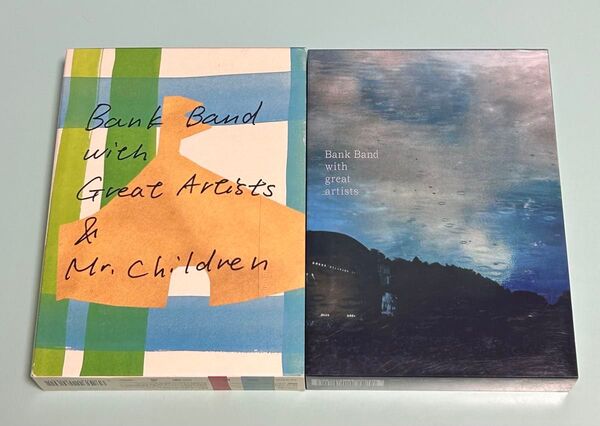 Bank Band
with
Great Artists
&
Mr. Children
Bank Band
with
great
artists